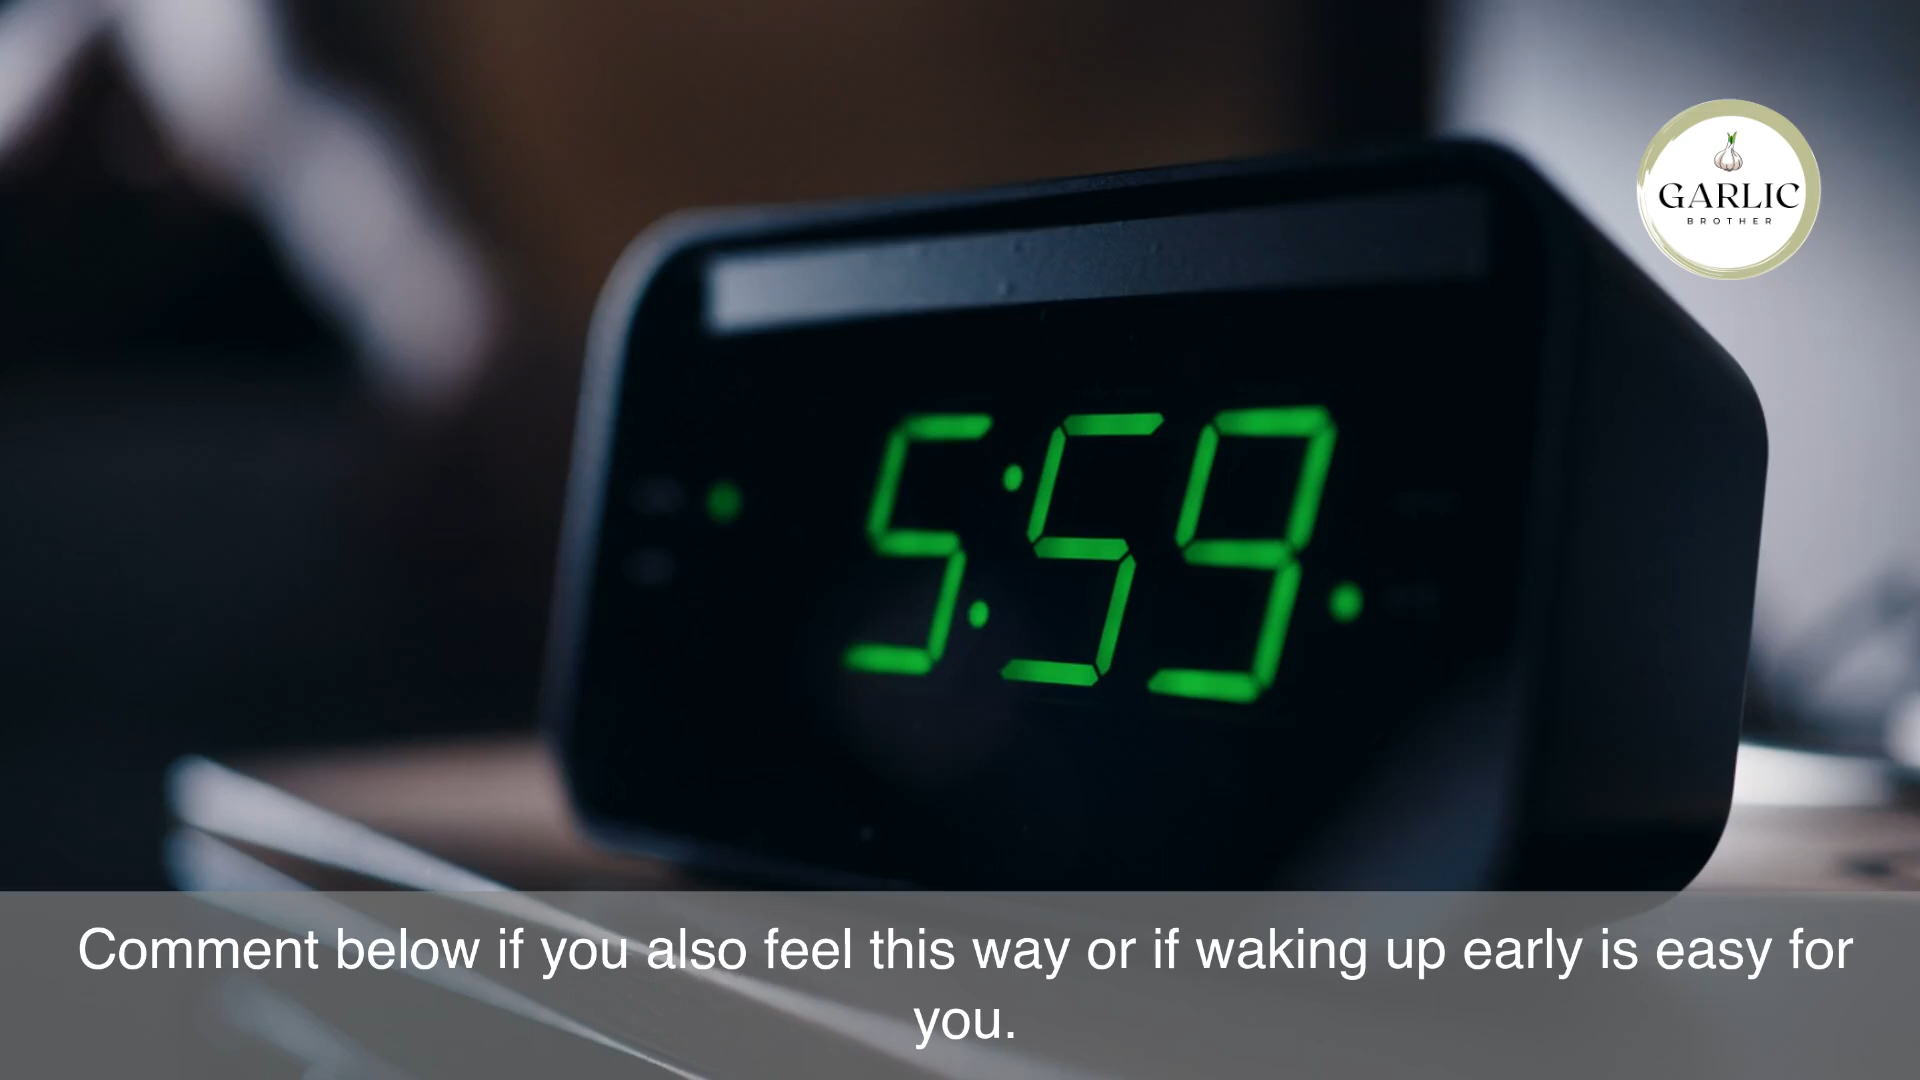 GARLIC
BROTHER
5:59
Comment below if you also feel this way or if waking up early is easy for
you.